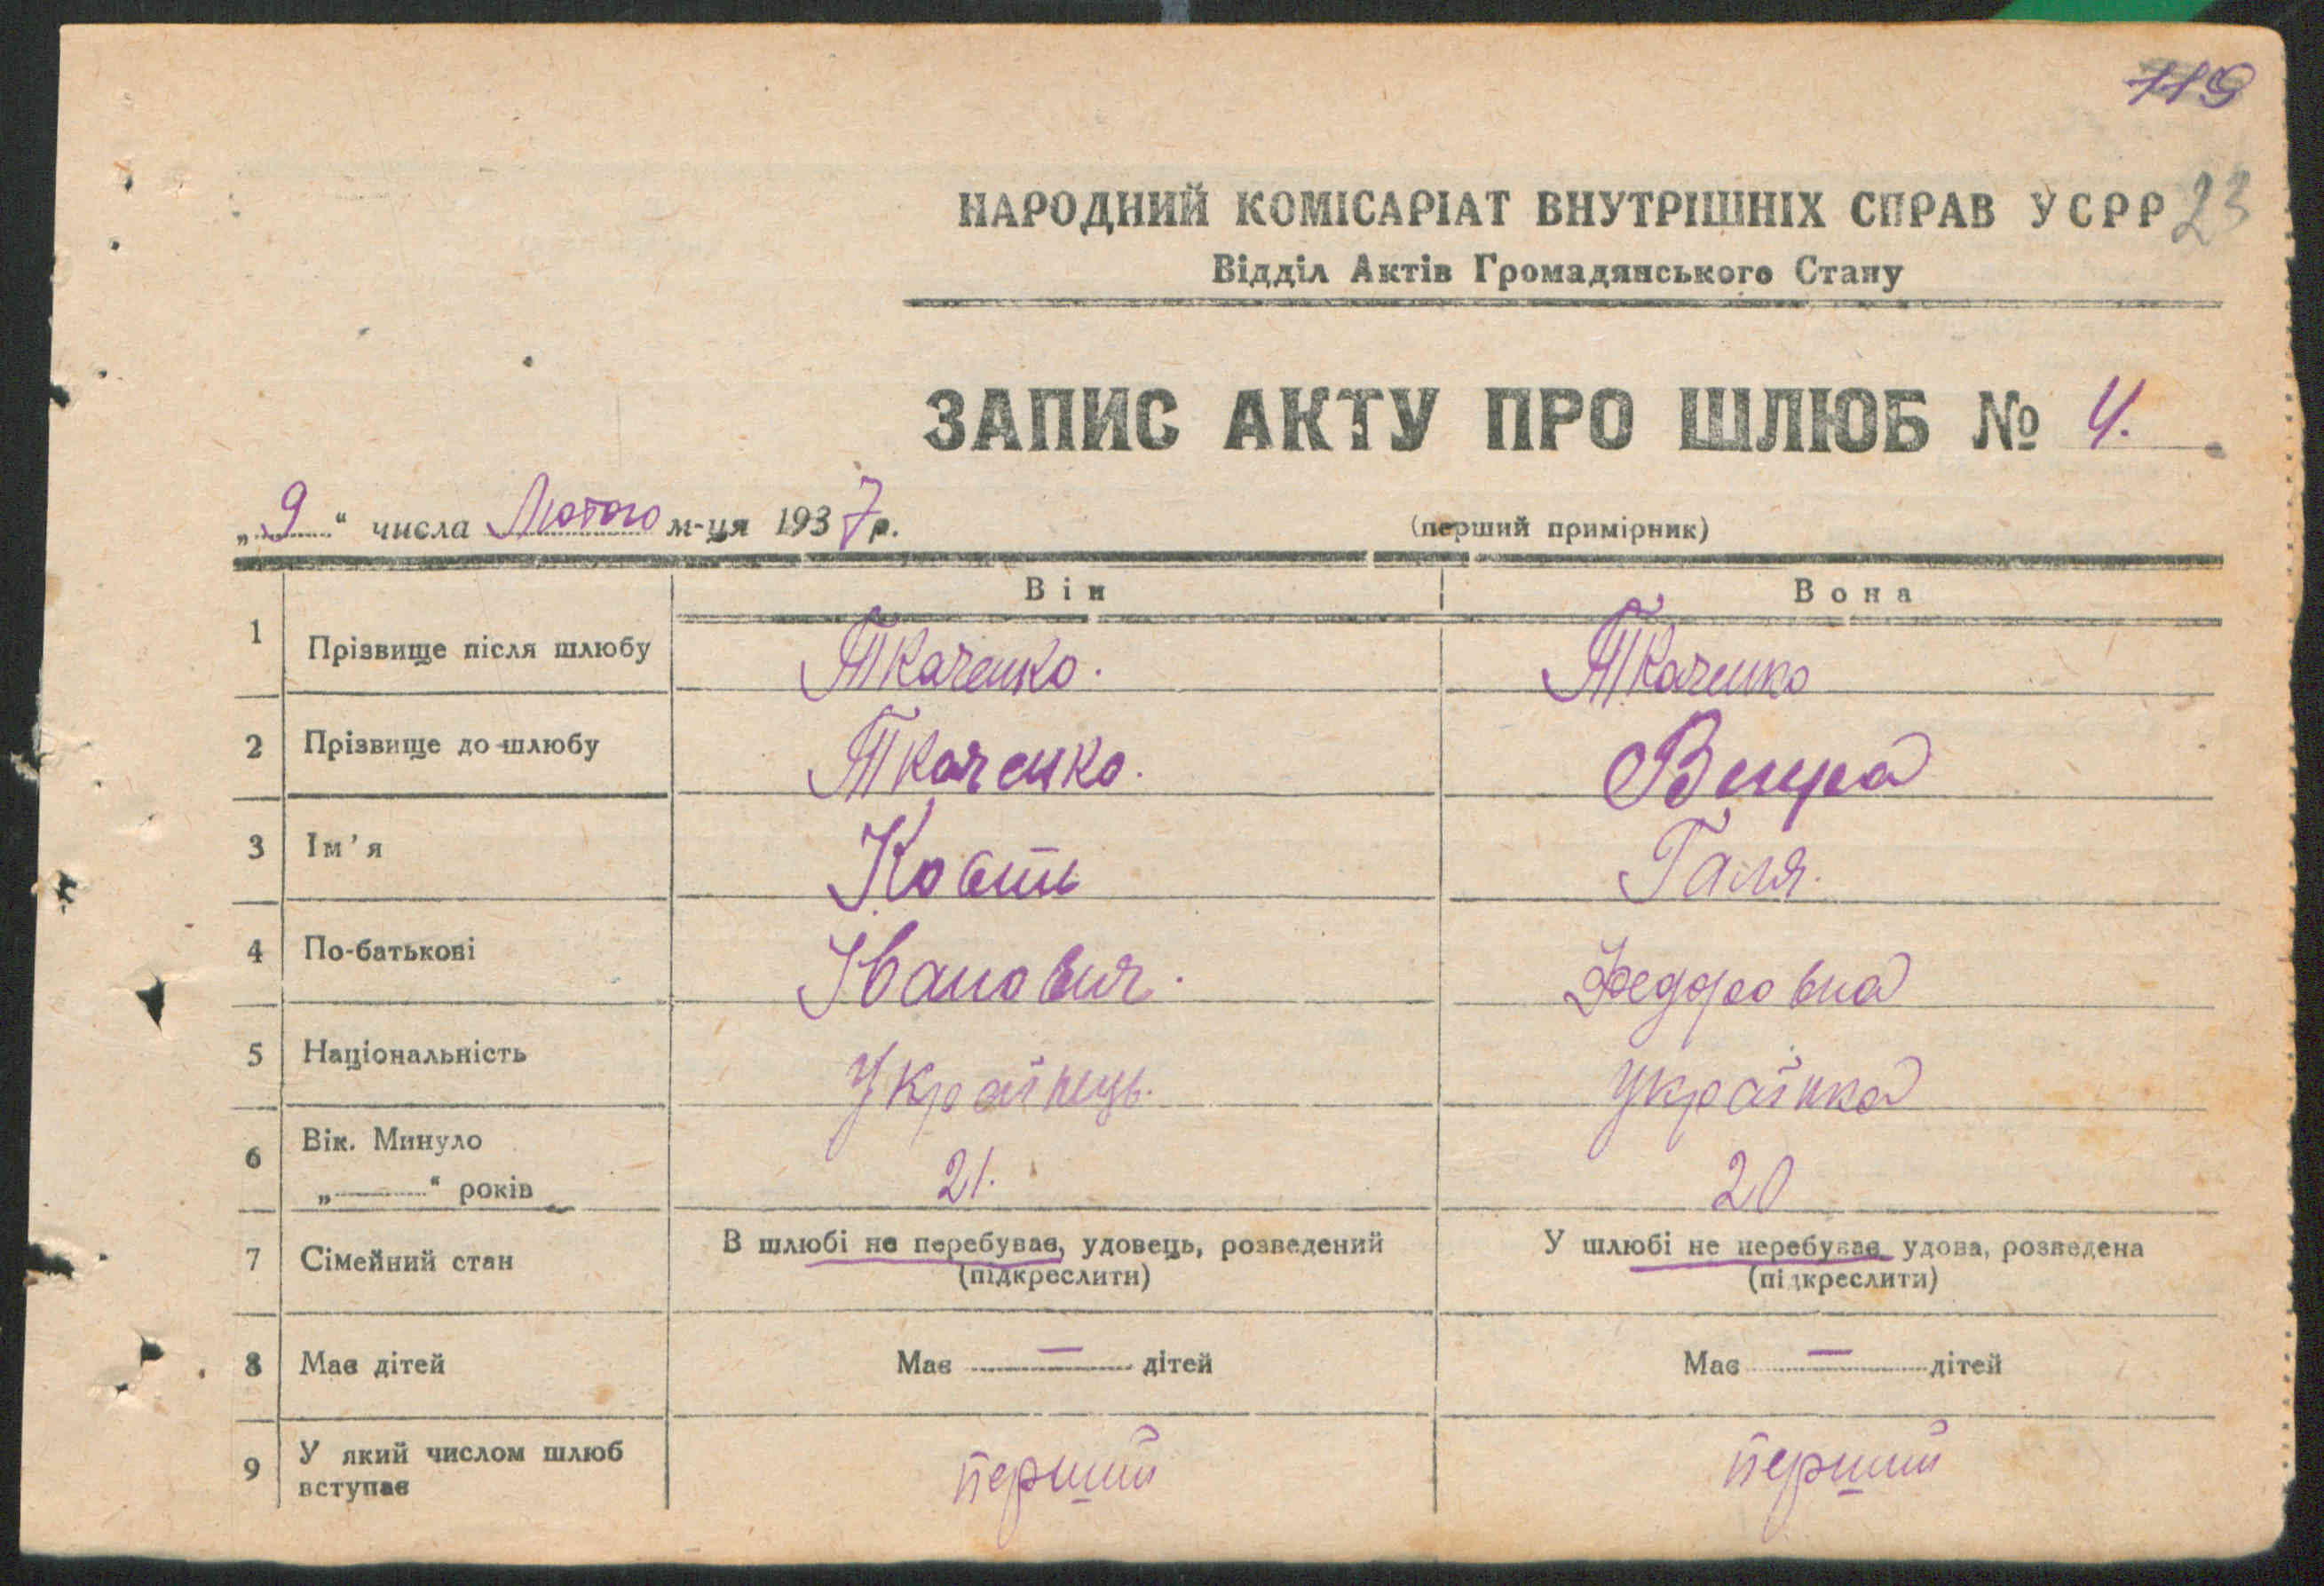 119
23
НАРОДНИЙ КОМІСАРІАТ ВНУТРІШНІХ СПРАВ УСРР
Відділ Актів Громадянського Стану
ЗАПИС АКТУ ПРО ШЛЮБ № 4.
„9“ числа Лютого м-ця 1937р.
(перший примірник)
Він Вона
1 Прізвище після шлюбу Ткаченко. Ткаченко
2 Прізвище до шлюбу Ткаченко.
3 Ім'я Кость Галя.
4 По-батькові Іванович. Федоровна
5 Національність Українець. Українка
6 Вік. Минуло
„ “ років 21. 20
7 Сімейний стан В шлюбі не перебуває, удовець, розведений У шлюбі не перебуває удова, розведена
(підкреслити) (підкреслити)
8 Має дітей Має — дітей Має — дітей
9 У який числом шлюб
вступає перший перший